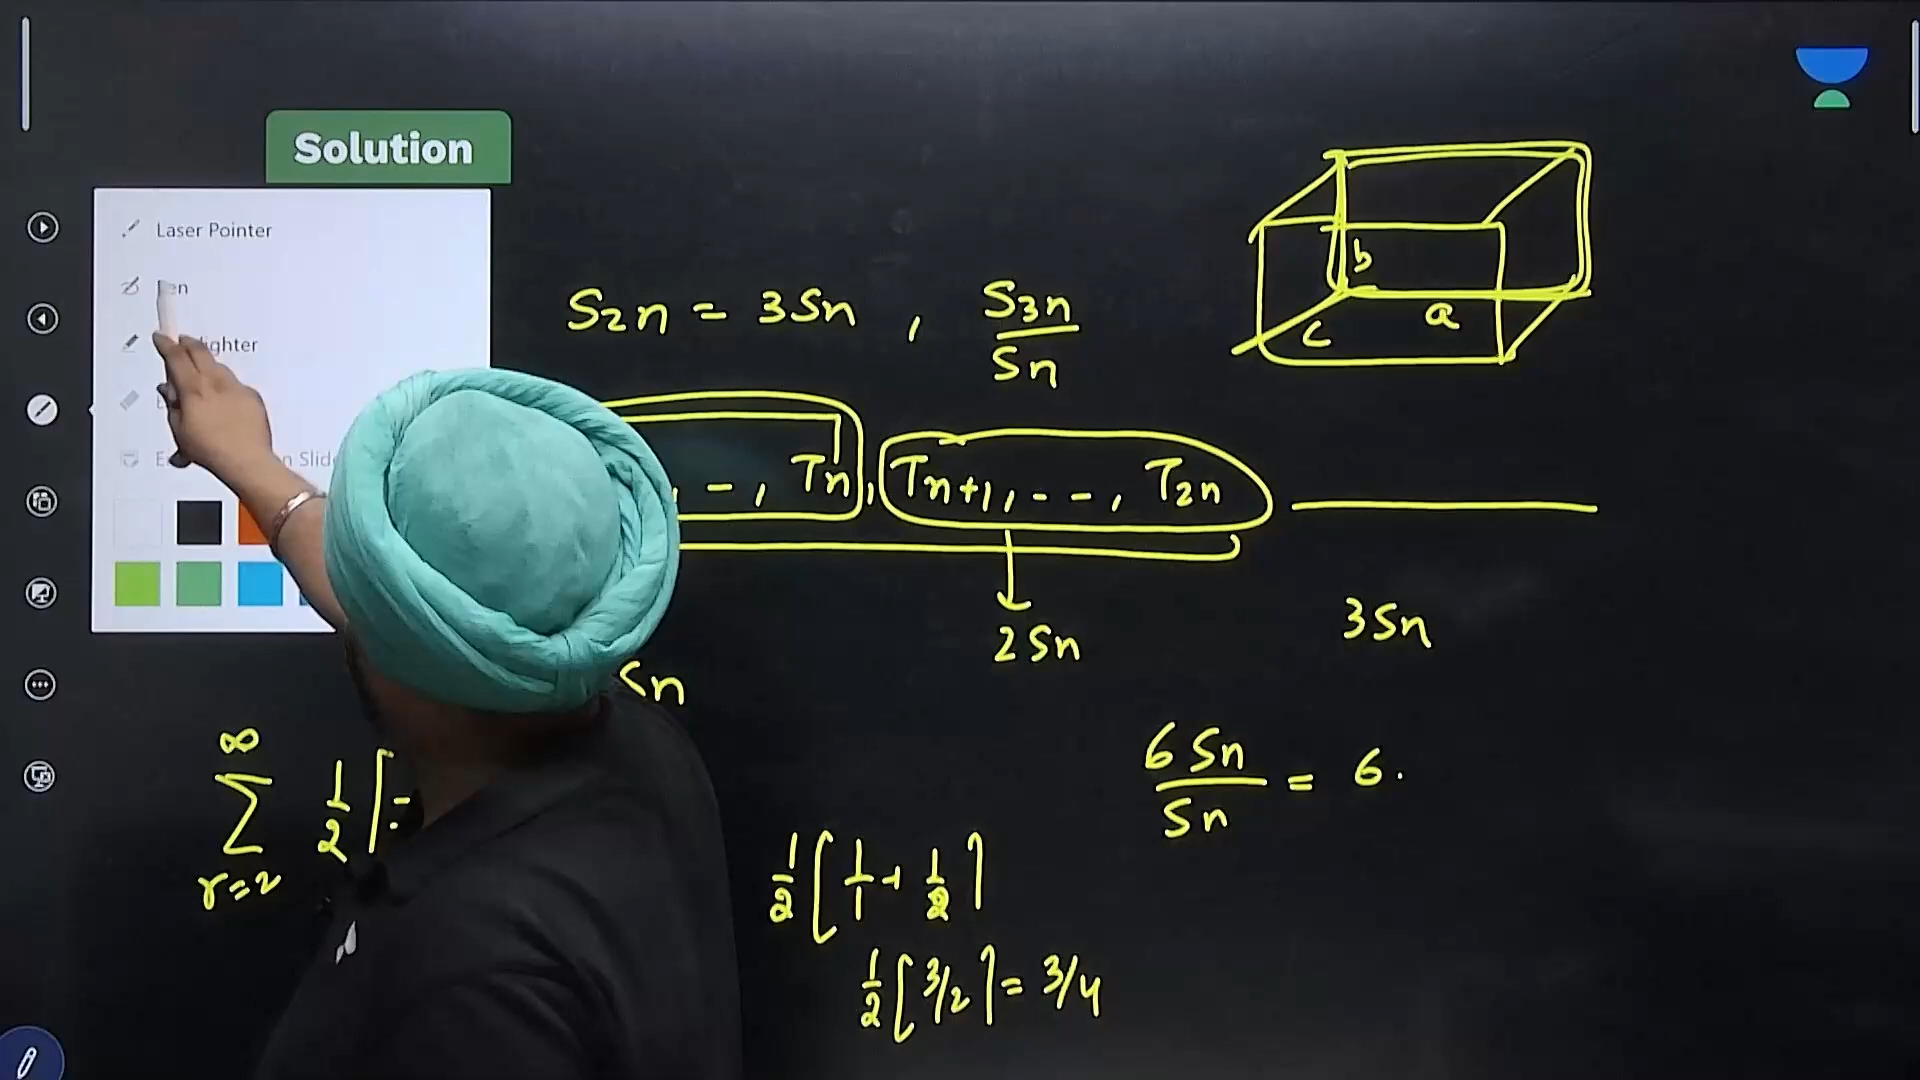 Solution
Laser Pointer
S2n = 3Sn , S3n / Sn
b
a
c
Tn , Tn+1, - - , T2n
2Sn
3Sn
Sn
∞
∑ 1/2 [
r=2
6Sn / Sn = 6.
1/2 [ 1/1 + 1/2 ]
1/2 [ 3/2 ] = 3/4